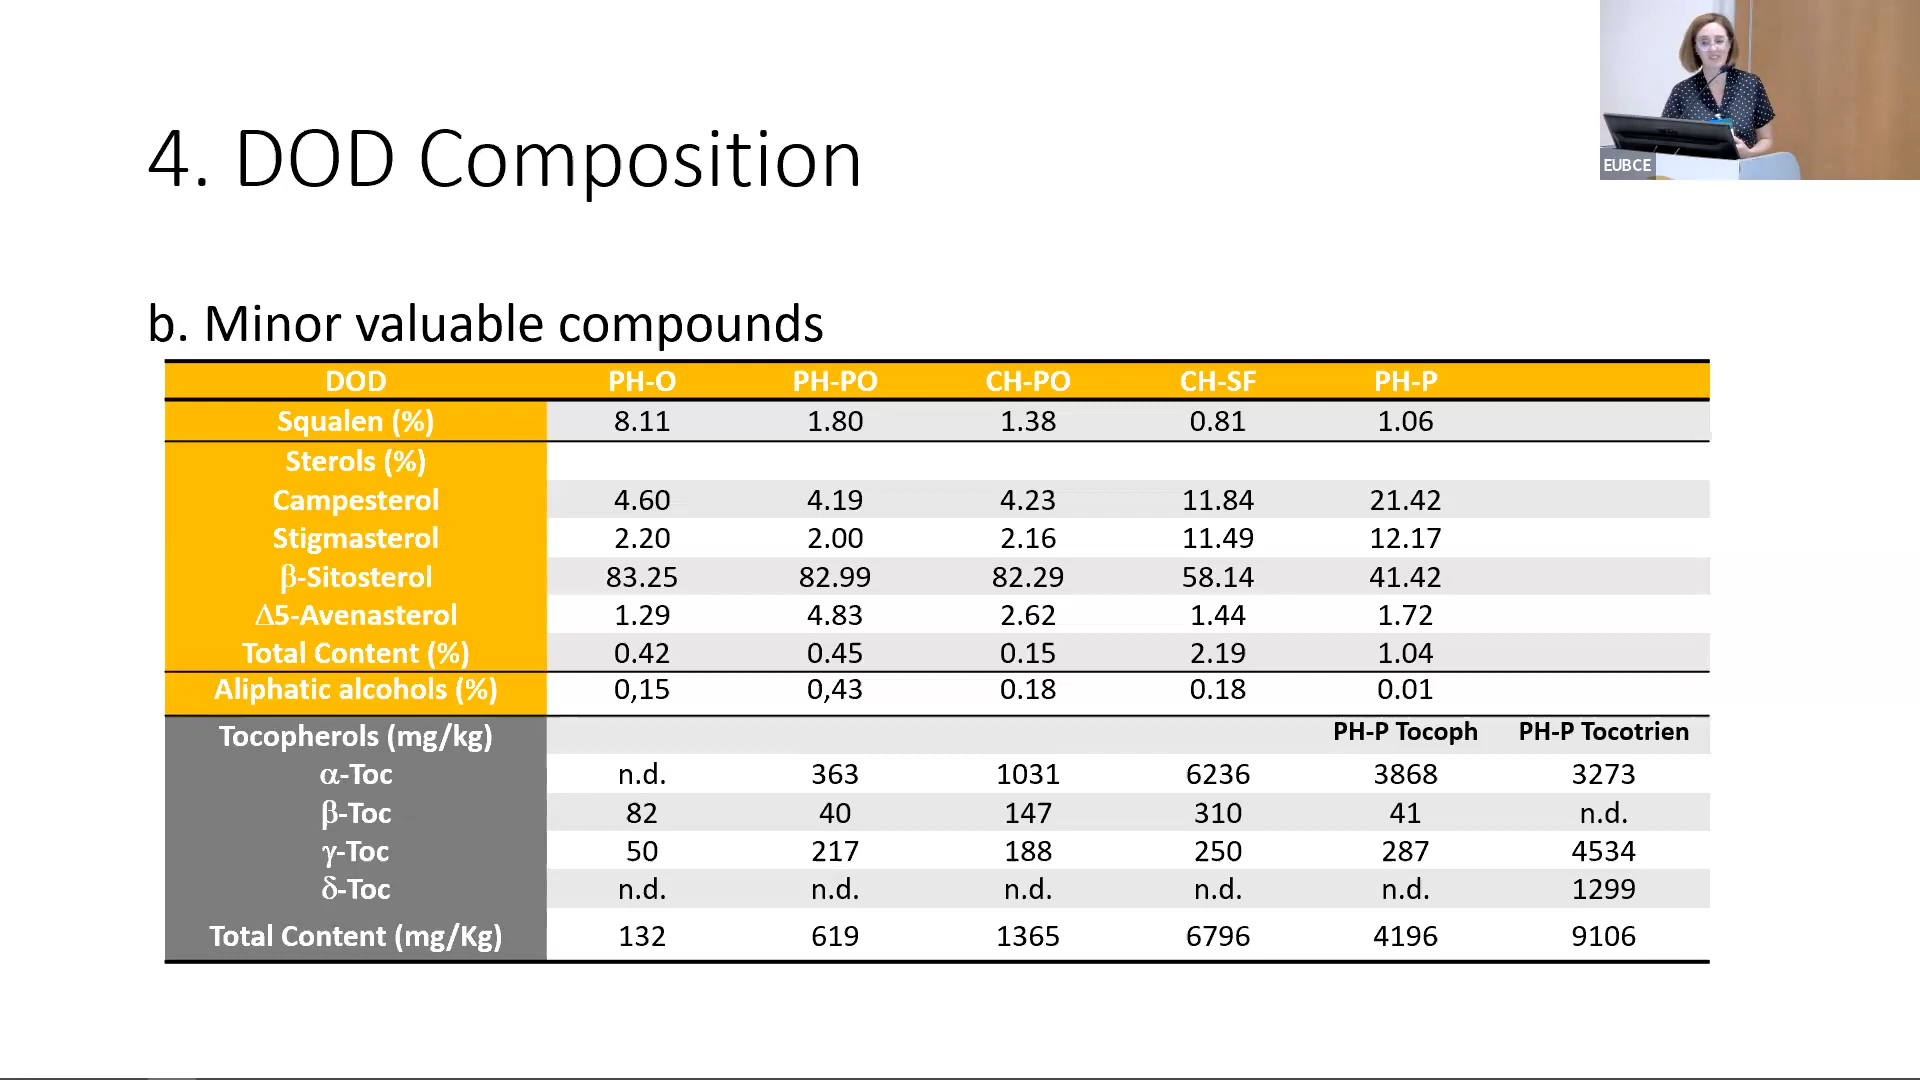 EUBCE
4. DOD Composition
b. Minor valuable compounds
DOD PH-O PH-PO CH-PO CH-SF PH-P
Squalen (%) 8.11 1.80 1.38 0.81 1.06
Sterols (%)
Campesterol 4.60 4.19 4.23 11.84 21.42
Stigmasterol 2.20 2.00 2.16 11.49 12.17
β-Sitosterol 83.25 82.99 82.29 58.14 41.42
Δ5-Avenasterol 1.29 4.83 2.62 1.44 1.72
Total Content (%) 0.42 0.45 0.15 2.19 1.04
Aliphatic alcohols (%) 0,15 0,43 0.18 0.18 0.01
Tocopherols (mg/kg) PH-P Tocoph PH-P Tocotrien
α-Toc n.d. 363 1031 6236 3868 3273
β-Toc 82 40 147 310 41 n.d.
γ-Toc 50 217 188 250 287 4534
δ-Toc n.d. n.d. n.d. n.d. n.d. 1299
Total Content (mg/Kg) 132 619 1365 6796 4196 9106